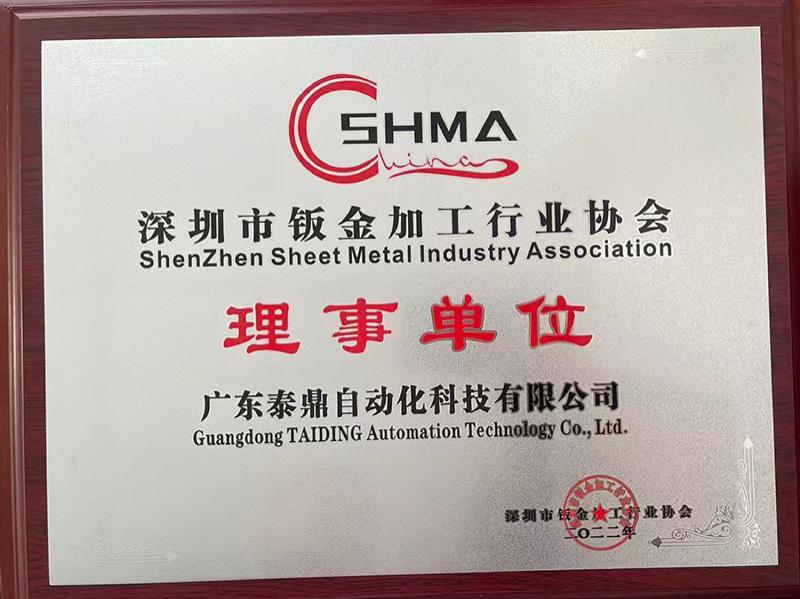 SHMA
China
深圳市钣金加工行业协会
ShenZhen Sheet Metal Industry Association
理事单位
广东泰鼎自动化科技有限公司
Guangdong TAIDING Automation Technology Co., Ltd.
深圳市钣金加工行业协会
二〇二二年